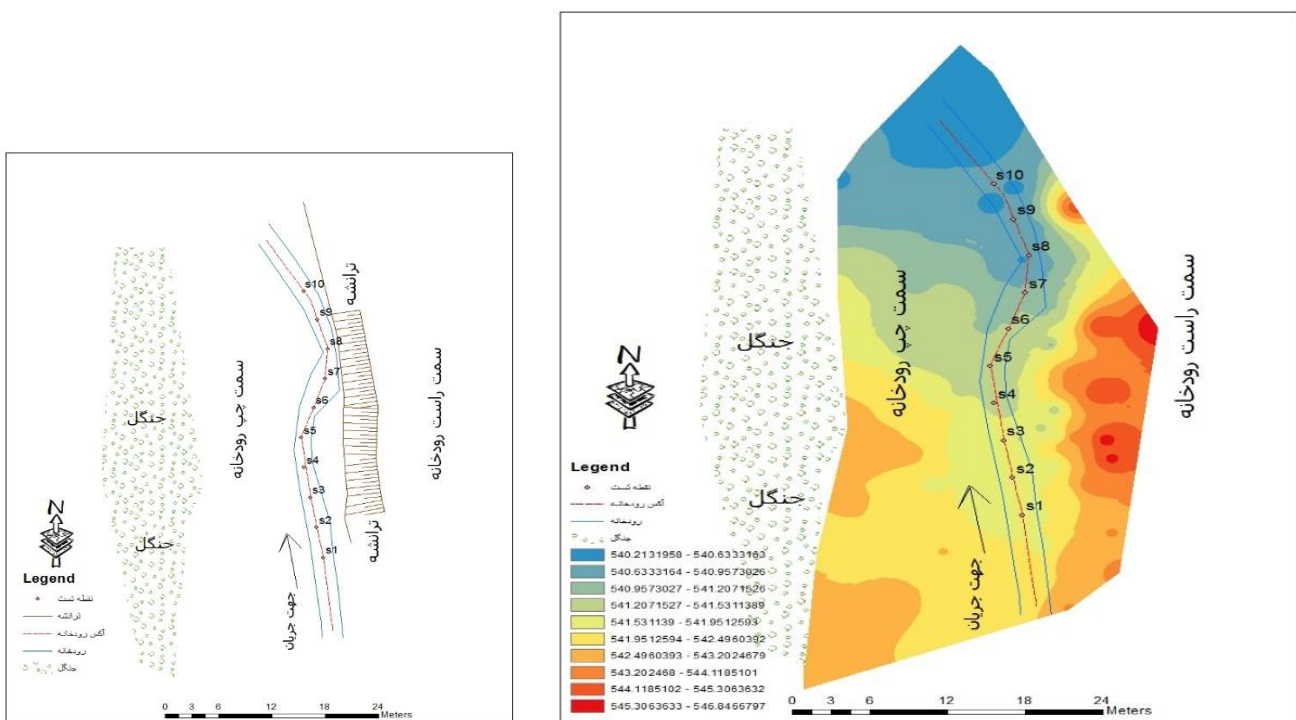 s10
s9
s8
s7
s6
s5
s4
s3
s2
s1
ترانشه
ترانشه
سمت راست رودخانه
سمت چپ رودخانه
جنگل
جنگل
جهت جریان
N
Legend
نقطه تست
ترانشه
آکس رودخانه
رودخانه
جنگل
0 3 6 12 18 24
Meters
s10
s9
s8
s7
s6
s5
s4
s3
s2
s1
سمت راست رودخانه
سمت چپ رودخانه
جنگل
جنگل
جهت جریان
N
Legend
نقطه تست
آکس رودخانه
رودخانه
جنگل
540.2131958 - 540.6333163
540.6333164 - 540.9573026
540.9573027 - 541.2071526
541.2071527 - 541.5311389
541.531139 - 541.9512593
541.9512594 - 542.4960392
542.4960393 - 543.2024679
543.202468 - 544.1185101
544.1185102 - 545.3063632
545.3063633 - 546.8466797
0 3 6 12 18 24
Meters